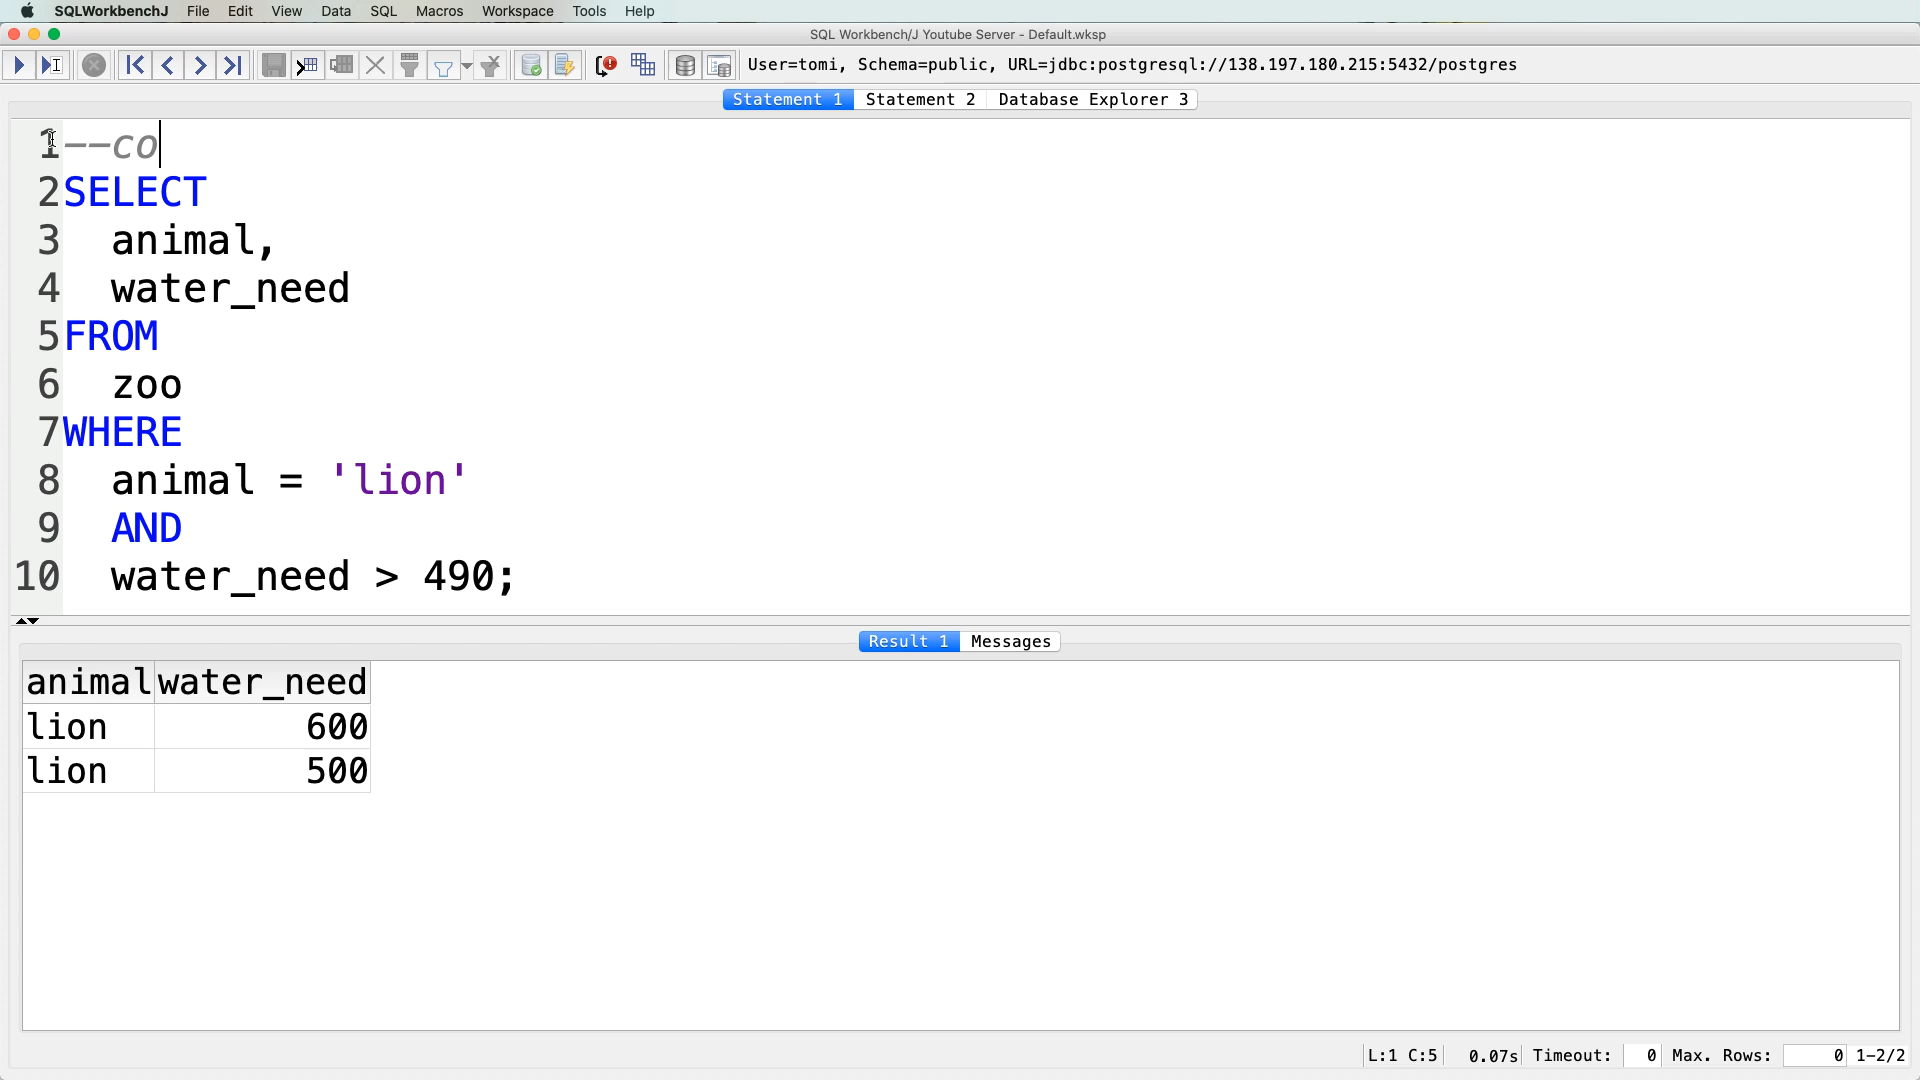 SQLWorkbenchJ File Edit View Data SQL Macros Workspace Tools Help
SQL Workbench/J Youtube Server - Default.wksp
User=tomi, Schema=public, URL=jdbc:postgresql://138.197.180.215:5432/postgres
Statement 1 Statement 2 Database Explorer 3
1 --co
2 SELECT
3 animal,
4 water_need
5 FROM
6 zoo
7 WHERE
8 animal = 'lion'
9 AND
10 water_need > 490;
Result 1 Messages
animal water_need
lion 600
lion 500
L:1 C:5 0.07s Timeout: 0 Max. Rows: 0 1-2/2